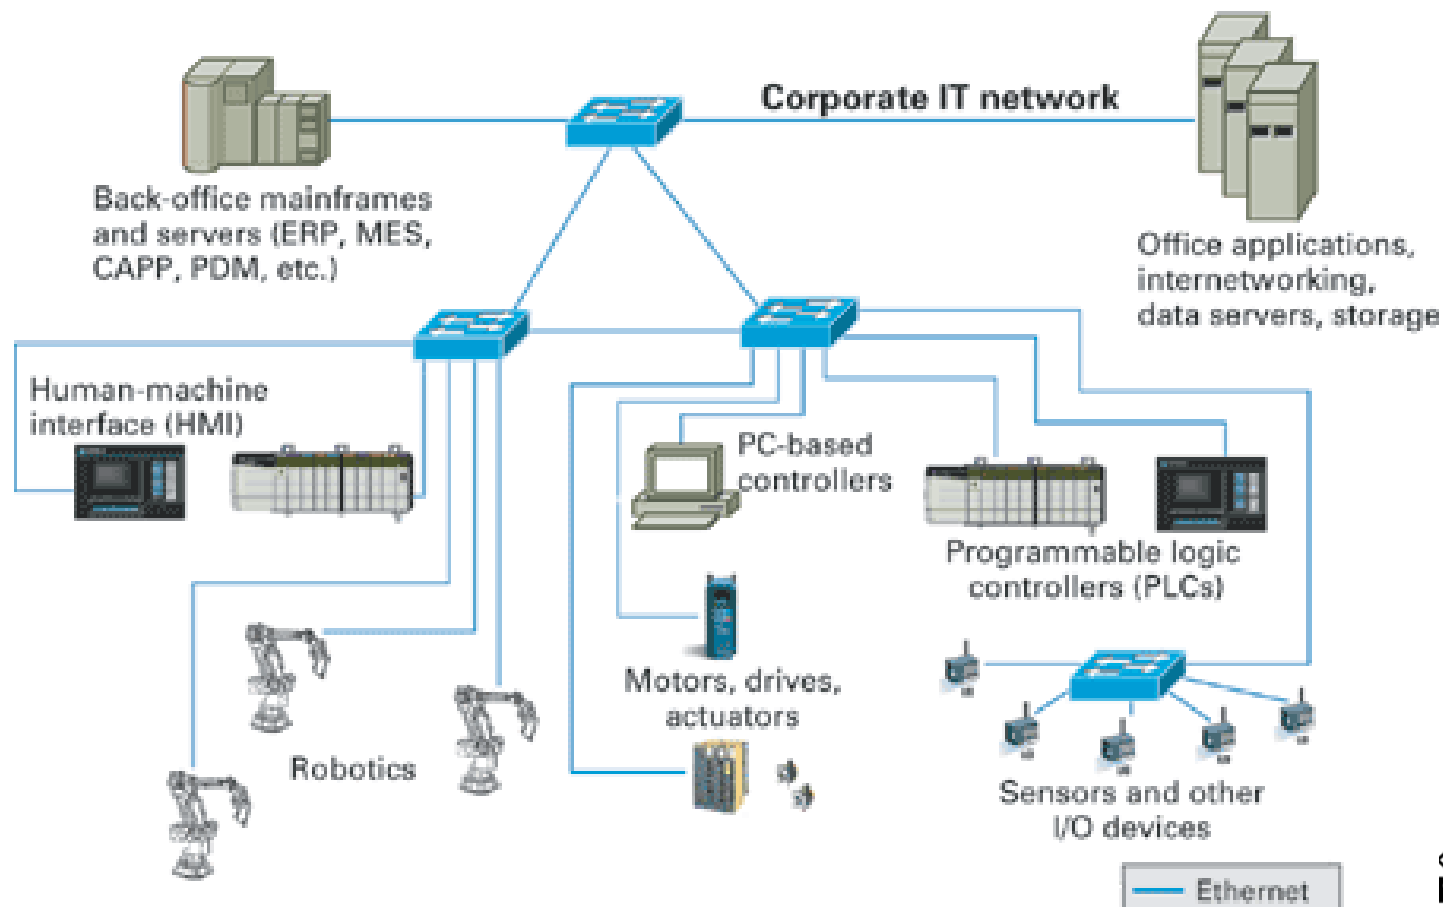 Corporate IT network
Back-office mainframes
and servers (ERP, MES,
CAPP, PDM, etc.)
Office applications,
internetworking,
data servers, storage
Human-machine
interface (HMI)
PC-based
controllers
Programmable logic
controllers (PLCs)
Motors, drives,
actuators
Robotics
Sensors and other
I/O devices
Ethernet